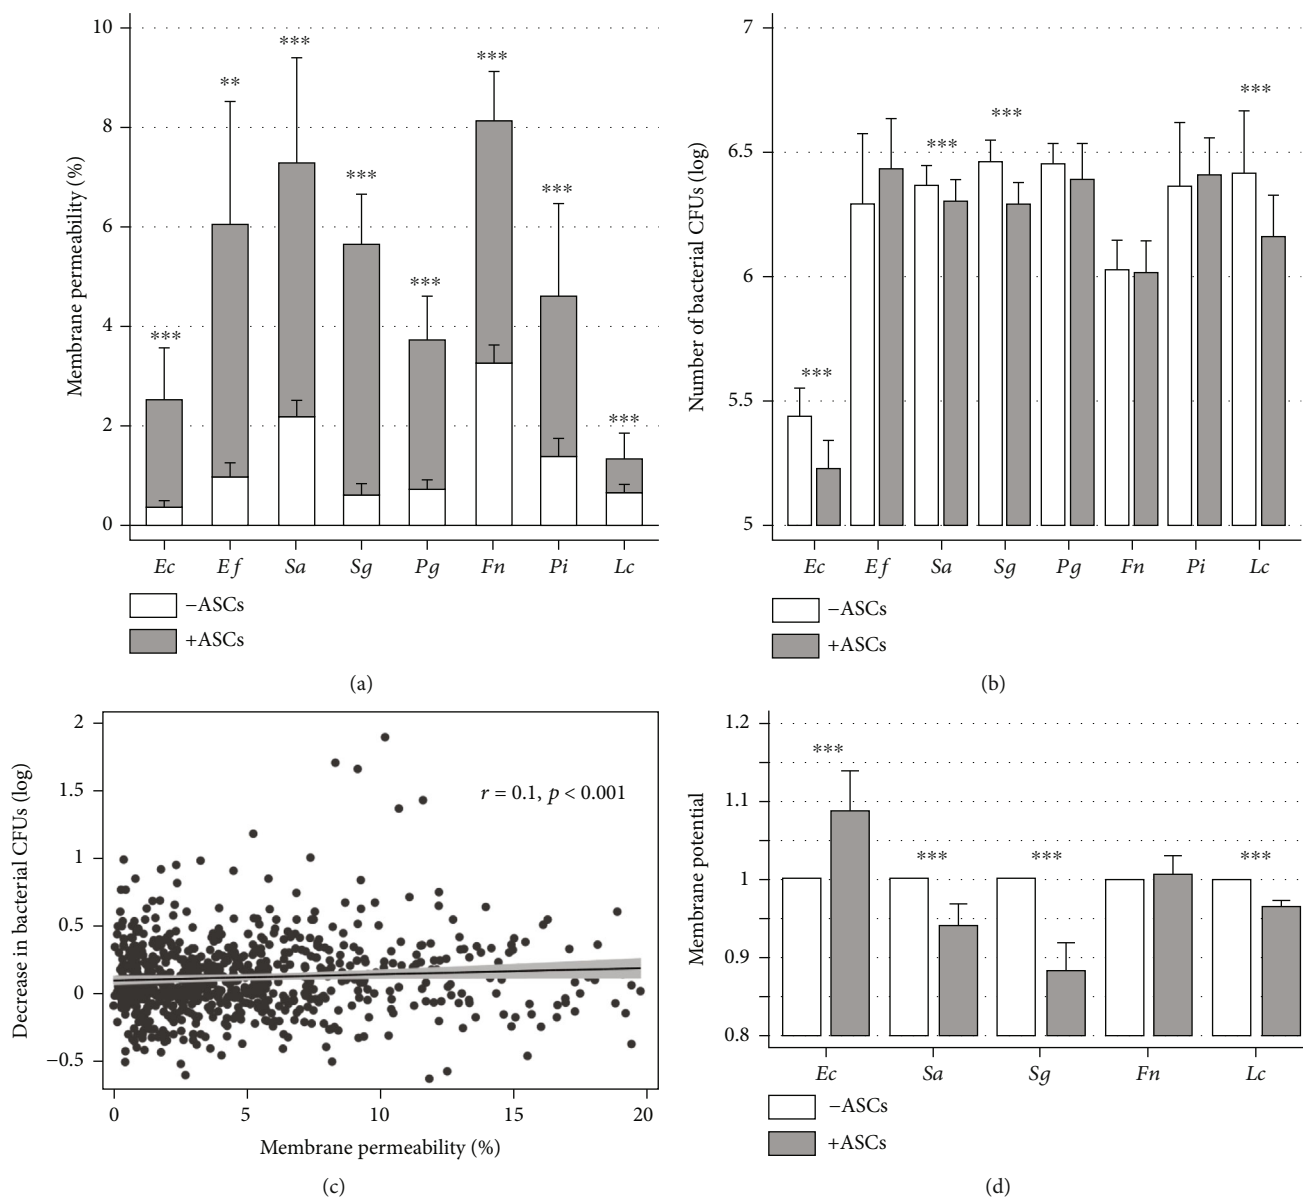 10
8
6
4
2
0
Membrane permeability (%)
*** ** *** *** *** *** *** ***
Ec Ef Sa Sg Pg Fn Pi Lc
−ASCs
+ASCs
(a)
7
6.5
6
5.5
5
Number of bacterial CFUs (log)
*** *** *** ***
Ec Ef Sa Sg Pg Fn Pi Lc
−ASCs
+ASCs
(b)
2
1.5
1
0.5
0
−0.5
Decrease in bacterial CFUs (log)
r = 0.1, p < 0.001
0 5 10 15 20
Membrane permeability (%)
(c)
1.2
1.1
1
0.9
0.8
Membrane potential
*** *** *** ***
Ec Sa Sg Fn Lc
−ASCs
+ASCs
(d)